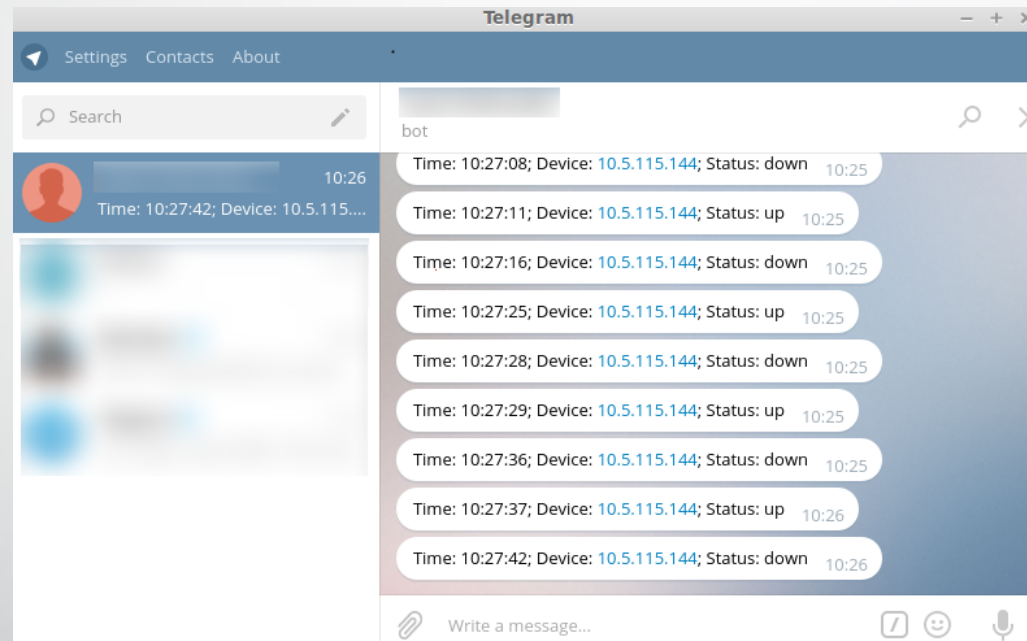 Telegram
Settings Contacts About
Search
bot
10:26
Time: 10:27:42; Device: 10.5.115....
Time: 10:27:08; Device: 10.5.115.144; Status: down 10:25
Time: 10:27:11; Device: 10.5.115.144; Status: up 10:25
Time: 10:27:16; Device: 10.5.115.144; Status: down 10:25
Time: 10:27:25; Device: 10.5.115.144; Status: up 10:25
Time: 10:27:28; Device: 10.5.115.144; Status: down 10:25
Time: 10:27:29; Device: 10.5.115.144; Status: up 10:25
Time: 10:27:36; Device: 10.5.115.144; Status: down 10:25
Time: 10:27:37; Device: 10.5.115.144; Status: up 10:26
Time: 10:27:42; Device: 10.5.115.144; Status: down 10:26
Write a message...